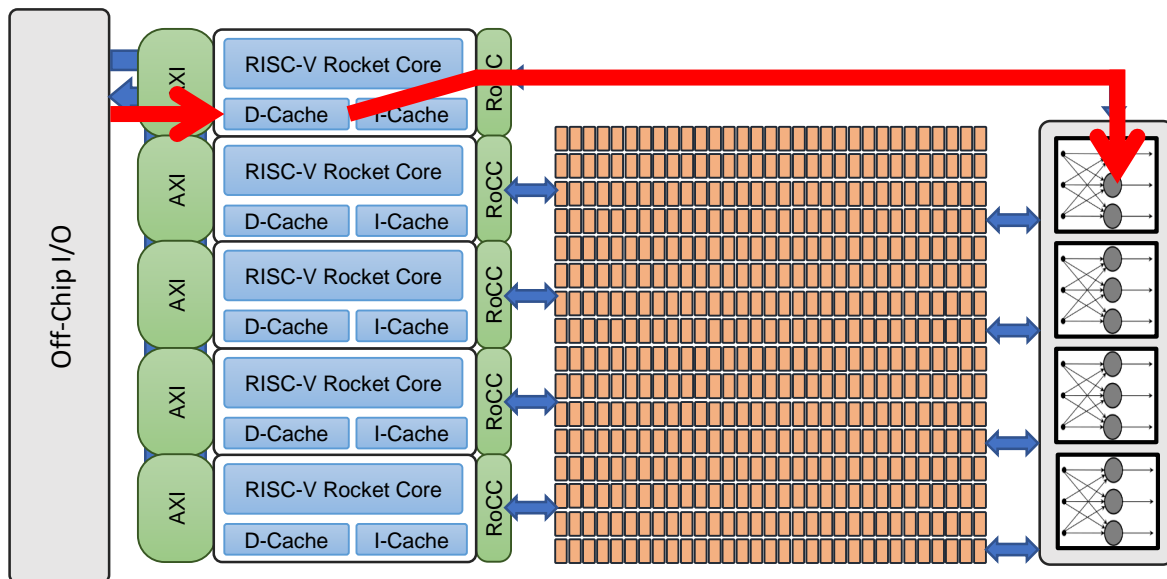 Off-Chip I/O
AXI
RISC-V Rocket Core
D-Cache
I-Cache
RoCC
AXI
RISC-V Rocket Core
D-Cache
I-Cache
RoCC
AXI
RISC-V Rocket Core
D-Cache
I-Cache
RoCC
AXI
RISC-V Rocket Core
D-Cache
I-Cache
RoCC
AXI
RISC-V Rocket Core
D-Cache
I-Cache
RoCC